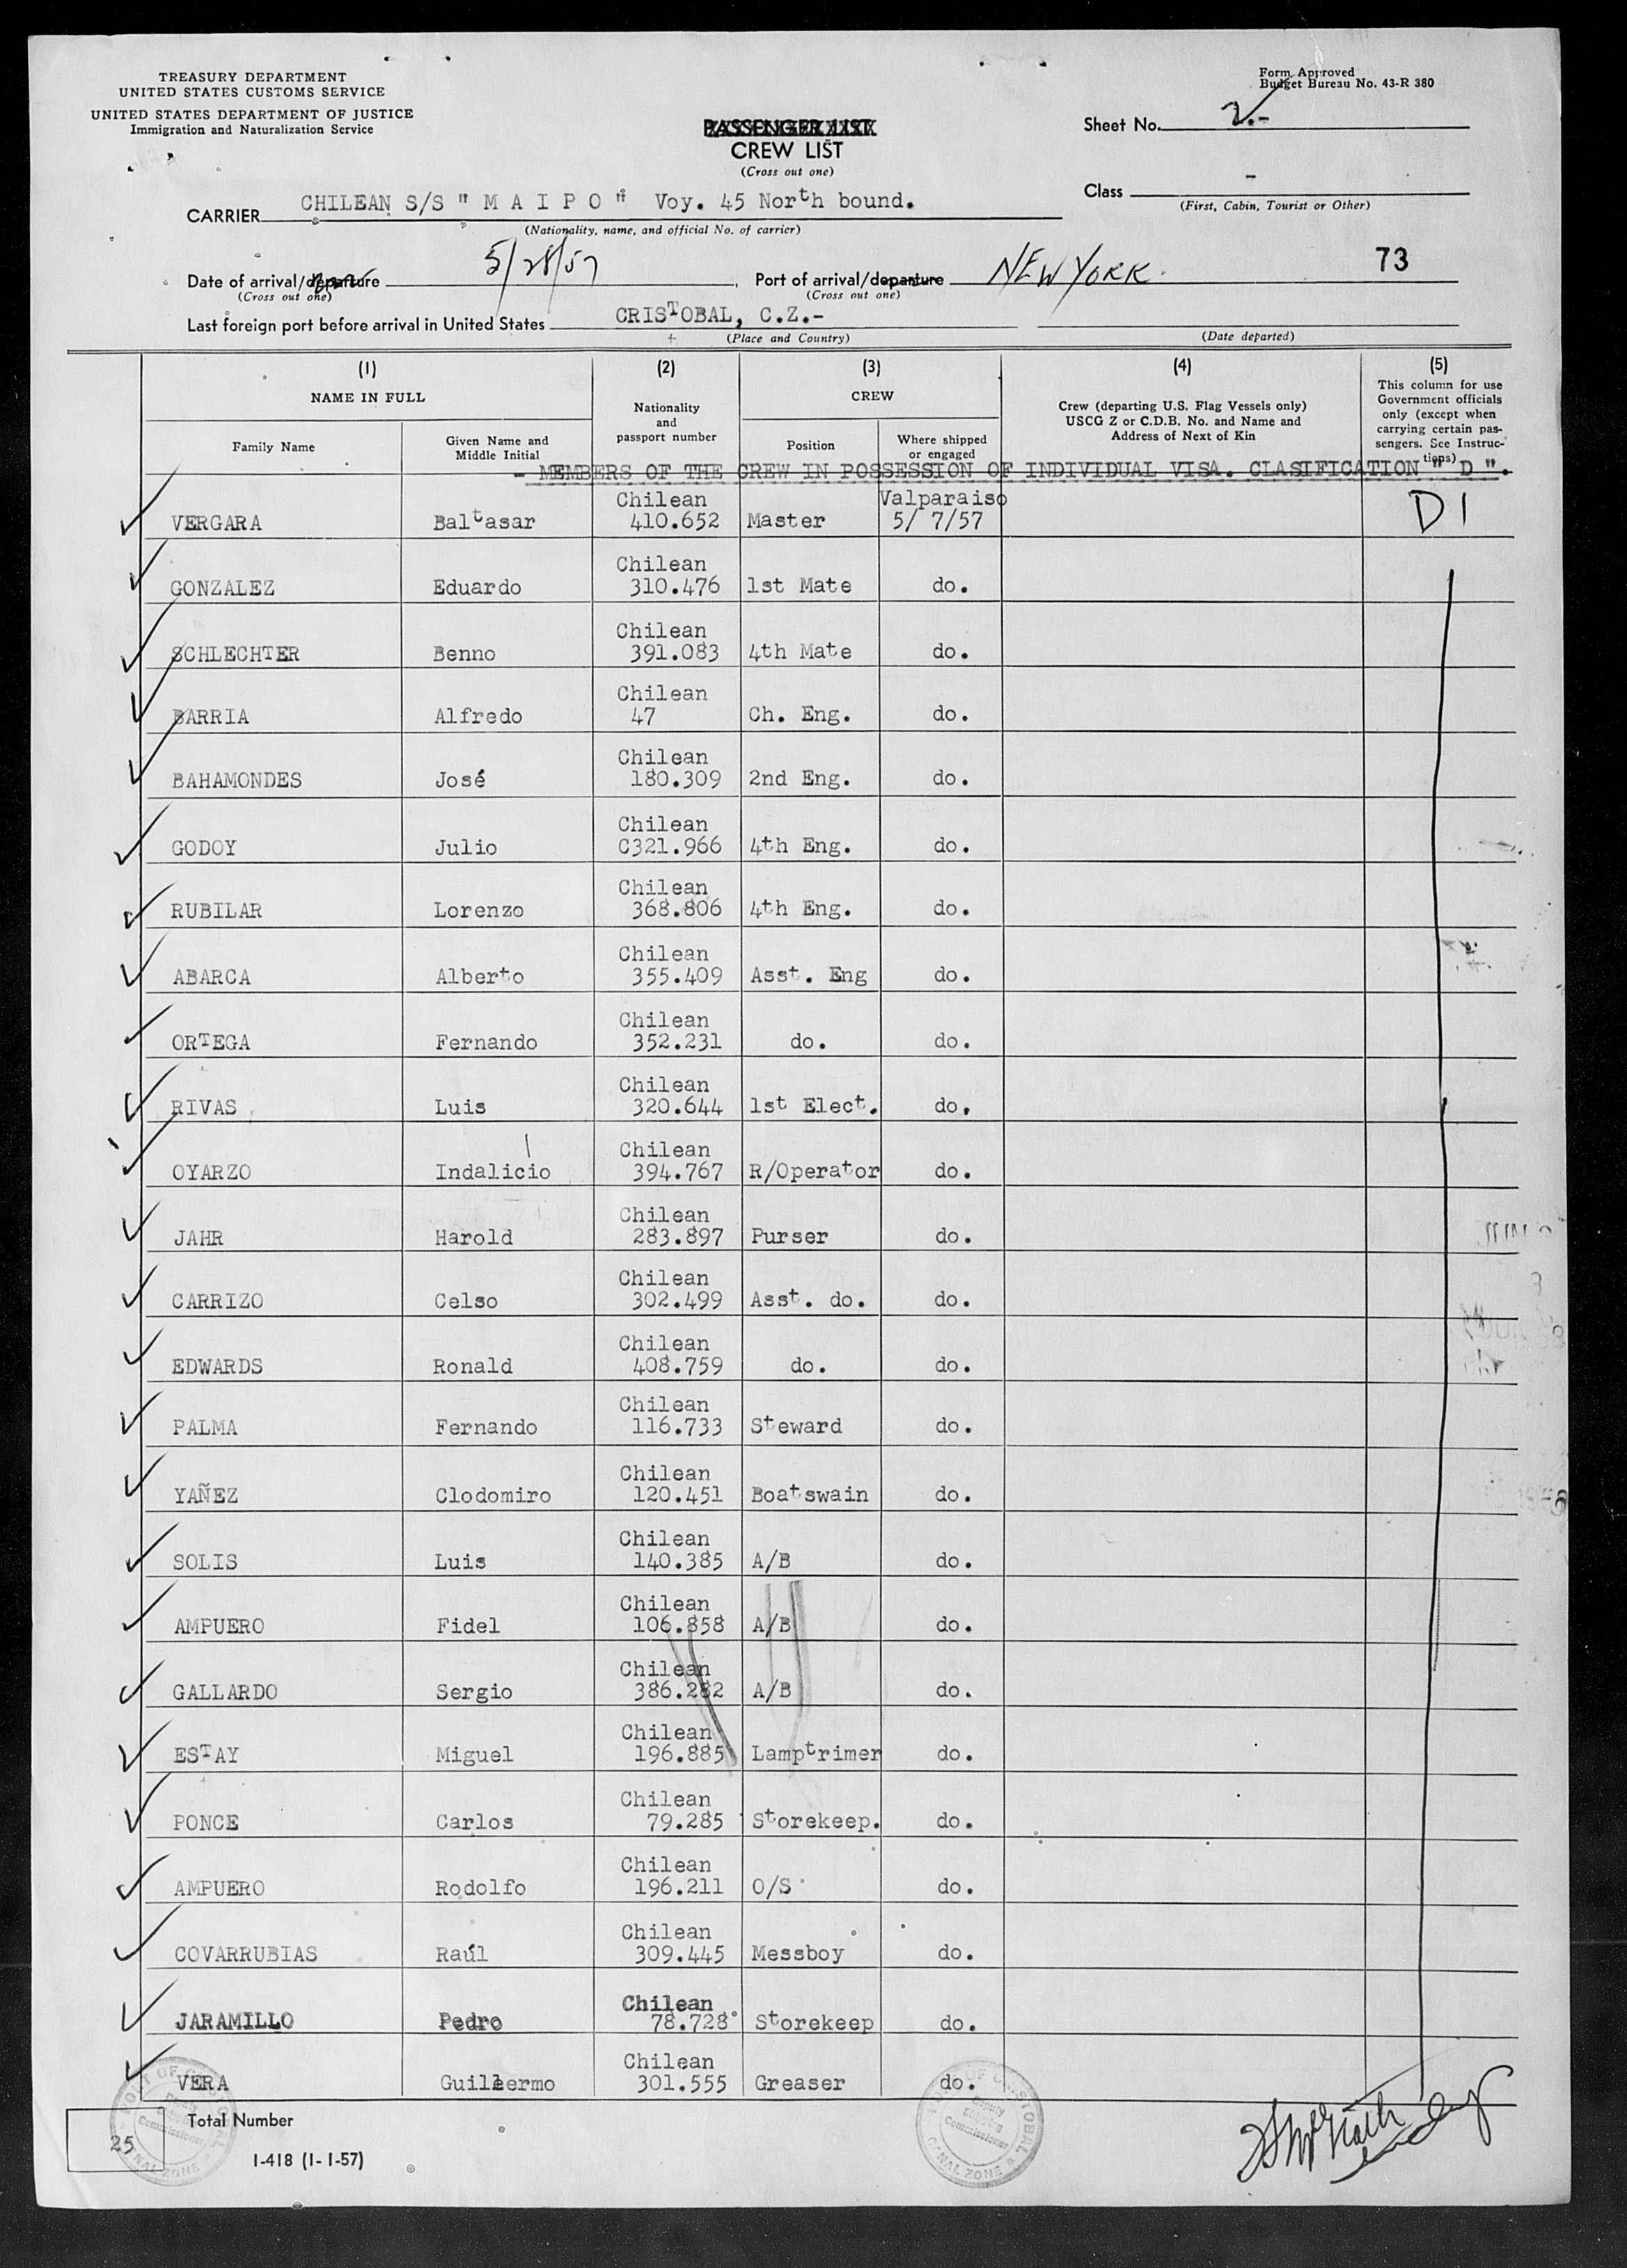 TREASURY DEPARTMENT
UNITED STATES CUSTOMS SERVICE
UNITED STATES DEPARTMENT OF JUSTICE
Immigration and Naturalization Service
Form Approved
Budget Bureau No. 43-R 380
PASSENGER LIST
CREW LIST
(Cross out one)
Sheet No. 2.-
Class -
(First, Cabin, Tourist or Other)
CARRIER CHILEAN S/S " M A I P O " Voy. 45 North bound.
(Nationality, name, and official No. of carrier)
Date of arrival/departure 5/28/57, Port of arrival/departure NEW YORK. 73
(Cross out one) (Cross out one)
Last foreign port before arrival in United States CRISTOBAL, C.Z.-
(Place and Country) (Date departed)
(1) (2) (3) (4) (5)
NAME IN FULL
Family Name
Given Name and
Middle Initial
Nationality
and
passport number
CREW
Position
Where shipped
or engaged
Crew (departing U.S. Flag Vessels only)
USCG Z or C.D.B. No. and Name and
Address of Next of Kin
This column for use
Government officials
only (except when
carrying certain pas-
sengers. See Instruc-
tions)
- MEMBERS OF THE CREW IN POSSESSION OF INDIVIDUAL VISA. CLASIFICATION " D ".
Chilean Valparaiso
VERGARA Baltasar 410.652 Master 5/ 7/57 D1
Chilean
GONZALEZ Eduardo 310.476 1st Mate do.
Chilean
SCHLECHTER Benno 391.083 4th Mate do.
Chilean
BARRIA Alfredo 47 Ch. Eng. do.
Chilean
BAHAMONDES José 180.309 2nd Eng. do.
Chilean
GODOY Julio C321.966 4th Eng. do.
Chilean
RUBILAR Lorenzo 368.806 4th Eng. do.
Chilean
ABARCA Alberto 355.409 Asst. Eng do.
Chilean
ORTEGA Fernando 352.231 do. do.
Chilean
RIVAS Luis 320.644 1st Elect. do.
Chilean
OYARZO Indalicio 394.767 R/Operator do.
Chilean
JAHR Harold 283.897 Purser do.
Chilean
CARRIZO Celso 302.499 Asst. do. do.
Chilean
EDWARDS Ronald 408.759 do. do.
Chilean
PALMA Fernando 116.733 Steward do.
Chilean
YAÑEZ Clodomiro 120.451 Boatswain do.
Chilean
SOLIS Luis 140.385 A/B do.
Chilean
AMPUERO Fidel 106.858 A/B do.
Chilean
GALLARDO Sergio 386.282 A/B do.
Chilean
ESTAY Miguel 196.885 Lamptrimer do.
Chilean
PONCE Carlos 79.285 Storekeep. do.
Chilean
AMPUERO Rodolfo 196.211 O/S do.
Chilean
COVARRUBIAS Raúl 309.445 Messboy do.
Chilean
JARAMILLO Pedro 78.728 Storekeep do.
Chilean
VERA Guillermo 301.555 Greaser do.
25 Total Number
I-418 (1-1-57)